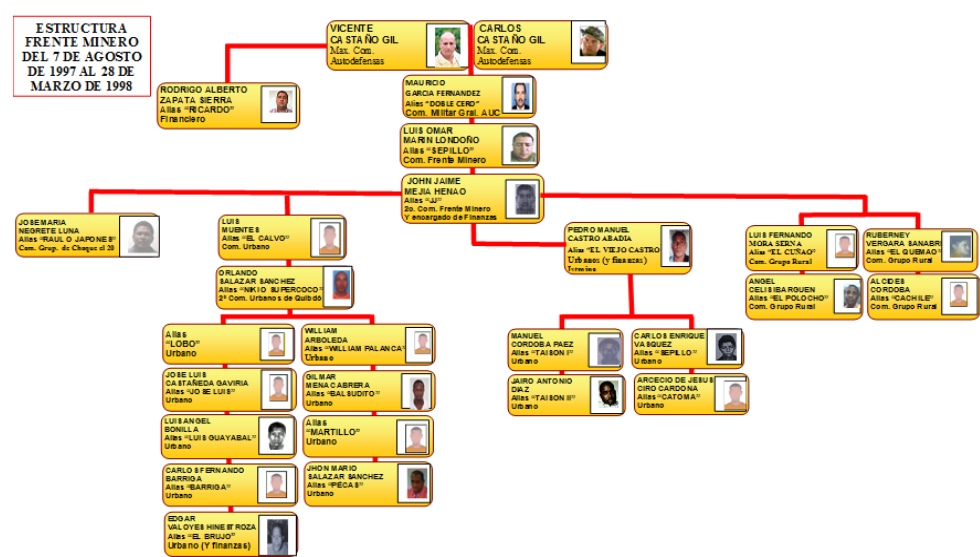 ESTRUCTURA
FRENTE MINERO
DEL 7 DE AGOSTO
DE 1997 AL 28 DE
MARZO DE 1998
VICENTE
CASTAÑO GIL
Max. Com.
Autodefensas
CARLOS
CASTAÑO GIL
Max. Com.
Autodefensas
RODRIGO ALBERTO
ZAPATA SIERRA
Alias "RICARDO"
Financiero
MAURICIO
GARCIA FERNANDEZ
Alias "DOBLE CERO"
Com. Militar Gral. AUC
LUIS OMAR
MARIN LONDOÑO
Alias "SEPILLO"
Com. Frente Minero
JOHN JAIME
MEJIA HENAO
Alias "JJ"
2o. Com. Frente Minero
Y encargado de Finanzas
JOSE MARIA
NEGRETE LUNA
Alias "RAUL O JAPONES"
Com. Grup. de Choque el 20
LUIS
MUENTES
Alias "EL CALVO"
Com. Urbano
ORLANDO
SALAZAR SANCHEZ
Alias "NKIO SUPERCOCO"
2º Com. Urbanos de Quibdó
PEDRO MANUEL
CASTRO ABADIA
Alias "EL VIEJO CASTRO
Urbanos (y finanzas)
LUIS FERNANDO
MORA SERNA
Alias "EL CUÑAO"
Com. Grupo Rural
RUBERNEY
VERGARA SANABRI
Alias "EL QUEMAO"
Com. Grupo Rural
ANGEL
CELIS IBARGUEN
Alias "EL POLOCHO"
Com. Grupo Rural
ALCIDES
CORDOBA
Alias "CACHILE"
Com. Grupo Rural
Alias
"LOBO"
Urbano
WILLIAM
ARBOLEDA
Alias "WILLIAM PALANCA"
Urbano
JOSE LUIS
CASTAÑEDA GAVIRIA
Alias "JOSE LUIS"
Urbano
GILMAR
MENA CABRERA
Alias "BALSUDITO"
Urbano
LUIS ANGEL
BONILLA
Alias "LUIS GUAYABAL"
Urbano
Alias
"MARTILLO"
Urbano
CARLOS FERNANDO
BARRIGA
Alias "BARRIGA"
Urbano
JHON MARIO
SALAZAR SANCHEZ
Alias "PÉCAS"
Urbano
EDGAR
VALOYES HINESTROZA
Alias "EL BRUJO"
Urbano (Y finanzas)
MANUEL
CORDOBA PAEZ
Alias "TAISON I"
Urbano
CARLOS ENRIQUE
VASQUEZ
Alias "SEPILLO"
Urbano
JAIRO ANTONIO
DIAZ
Alias "TAISON II"
Urbano
ARCECIO DE JESUS
CIRO CARDONA
Alias "CATOMA"
Urbano